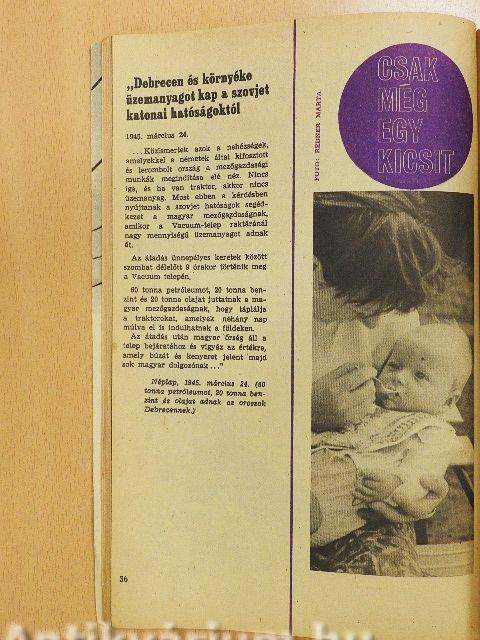 „Debrecen és környéke
üzemanyagot kap a szovjet
katonai hatóságoktól
1945. március 24.
...Közismertek azok a nehézségek,
amelyekkel a németek által kifosztott
és lerombolt ország a mezőgazdasági
munkák megindítása elé néz. Nincs
iga, és ha van traktor, akkor nincs
üzemanyag. Most ebben a kérdésben
nyújtanak a szovjet hatóságok segéd-
kezet a magyar mezőgazdaságnak,
amikor a Vacuum-telep raktáránál
nagy mennyiségű üzemanyagot adnak
át.
Az átadás ünnepélyes keretek között
szombat délelőtt 9 órakor történik meg
a Vacuum telepén.
60 tonna petróleumot, 20 tonna ben-
zint és 20 tonna olajat juttatnak a ma-
gyar mezőgazdaságnak, hogy táplálja
a traktorokat, amelyek néhány nap
múlva el is indulhatnak a földeken.
Az átadás után magyar őrség áll a
telep bejáratához és vigyáz az értékre,
amely búzát és kenyeret jelent majd
sok magyar dolgozónak..."
Néplap, 1945. március 24. (60
tonna petróleumot, 20 tonna ben-
zint és olajat adnak az oroszok
Debrecennek.)
36
FOTÓ: REDNER MÁRTA
CSAK
MÉG
EGY
KICSIT
Antikvárium.hu